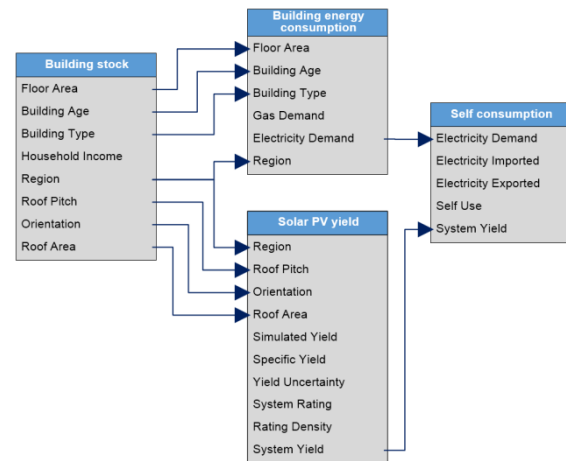 Building stock
Floor Area
Building Age
Building Type
Household Income
Region
Roof Pitch
Orientation
Roof Area
Building energy
consumption
Floor Area
Building Age
Building Type
Gas Demand
Electricity Demand
Region
Solar PV yield
Region
Roof Pitch
Orientation
Roof Area
Simulated Yield
Specific Yield
Yield Uncertainty
System Rating
Rating Density
System Yield
Self consumption
Electricity Demand
Electricity Imported
Electricity Exported
Self Use
System Yield